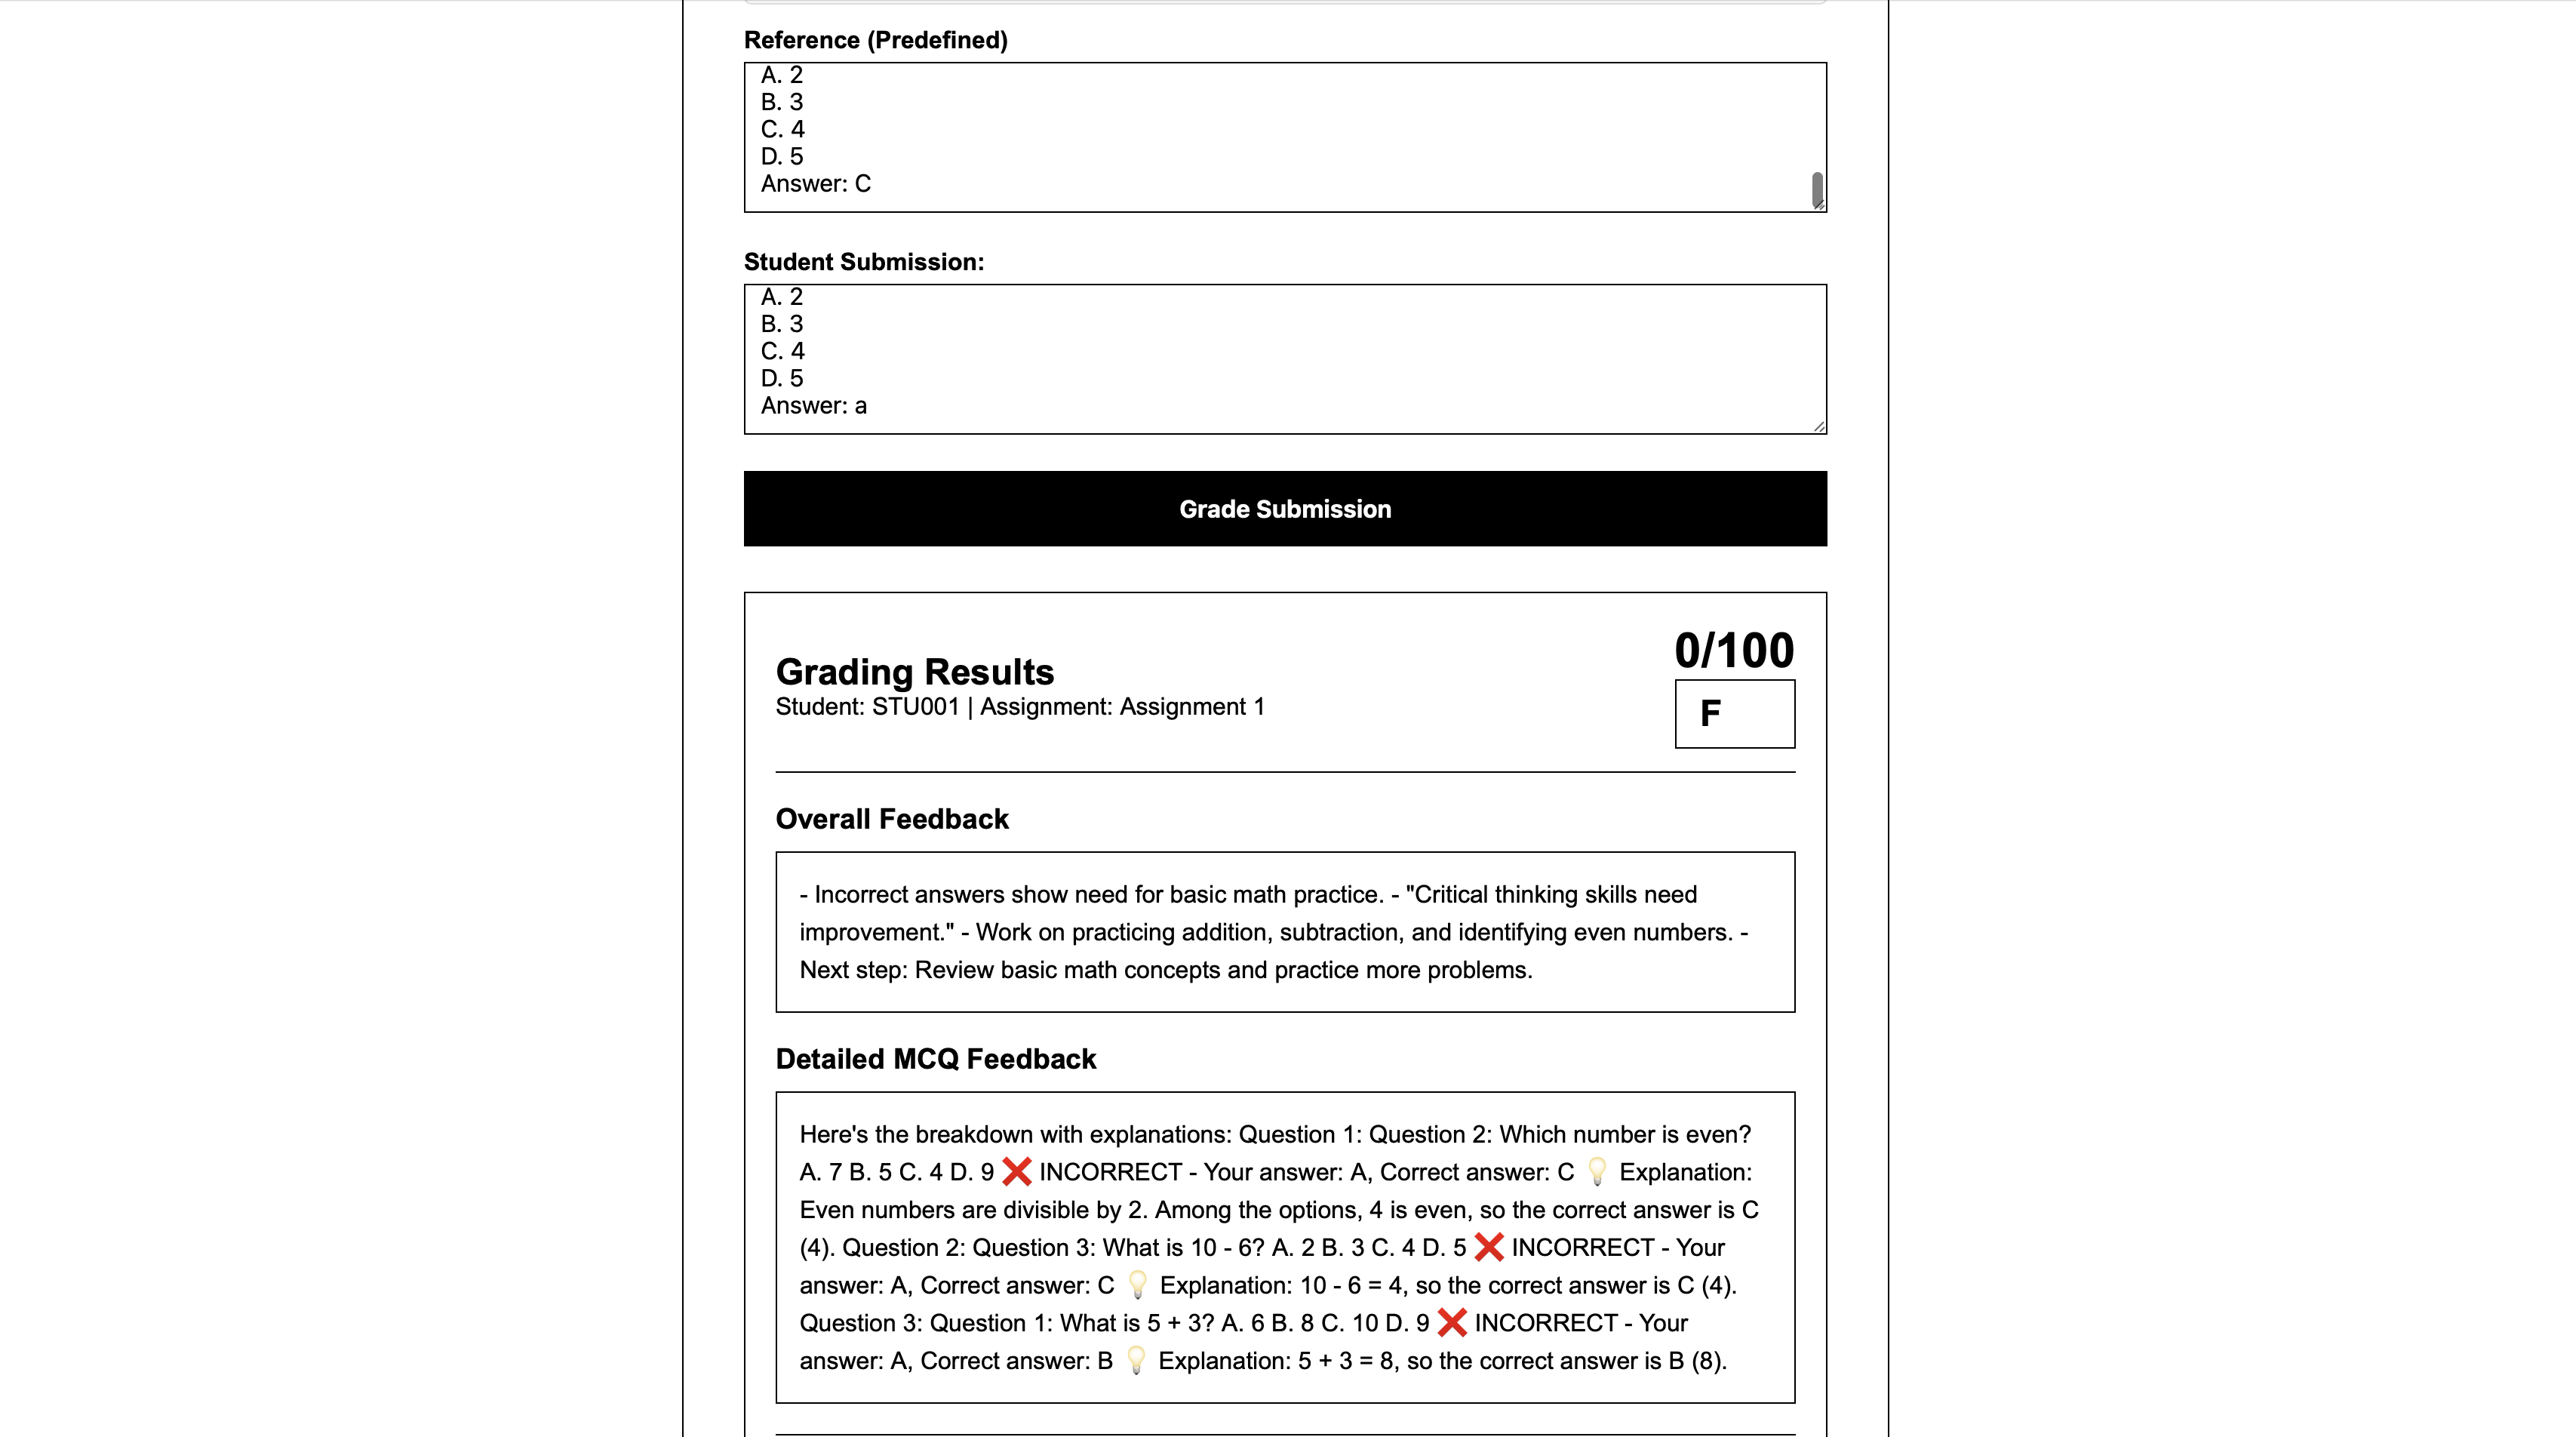 Reference (Predefined)
A. 2
B. 3
C. 4
D. 5
Answer: C
Student Submission:
A. 2
B. 3
C. 4
D. 5
Answer: a
Grade Submission
0/100
Grading Results
Student: STU001 | Assignment: Assignment 1
F
Overall Feedback
- Incorrect answers show need for basic math practice. - "Critical thinking skills need
improvement." - Work on practicing addition, subtraction, and identifying even numbers. -
Next step: Review basic math concepts and practice more problems.
Detailed MCQ Feedback
Here's the breakdown with explanations: Question 1: Question 2: Which number is even?
A. 7 B. 5 C. 4 D. 9 ❌ INCORRECT - Your answer: A, Correct answer: C 💡 Explanation:
Even numbers are divisible by 2. Among the options, 4 is even, so the correct answer is C
(4). Question 2: Question 3: What is 10 - 6? A. 2 B. 3 C. 4 D. 5 ❌ INCORRECT - Your
answer: A, Correct answer: C 💡 Explanation: 10 - 6 = 4, so the correct answer is C (4).
Question 3: Question 1: What is 5 + 3? A. 6 B. 8 C. 10 D. 9 ❌ INCORRECT - Your
answer: A, Correct answer: B 💡 Explanation: 5 + 3 = 8, so the correct answer is B (8).